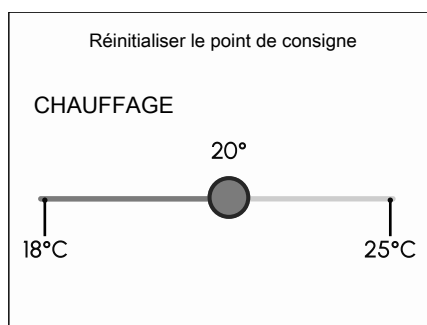 Réinitialiser le point de consigne
CHAUFFAGE
20°
18°C
25°C